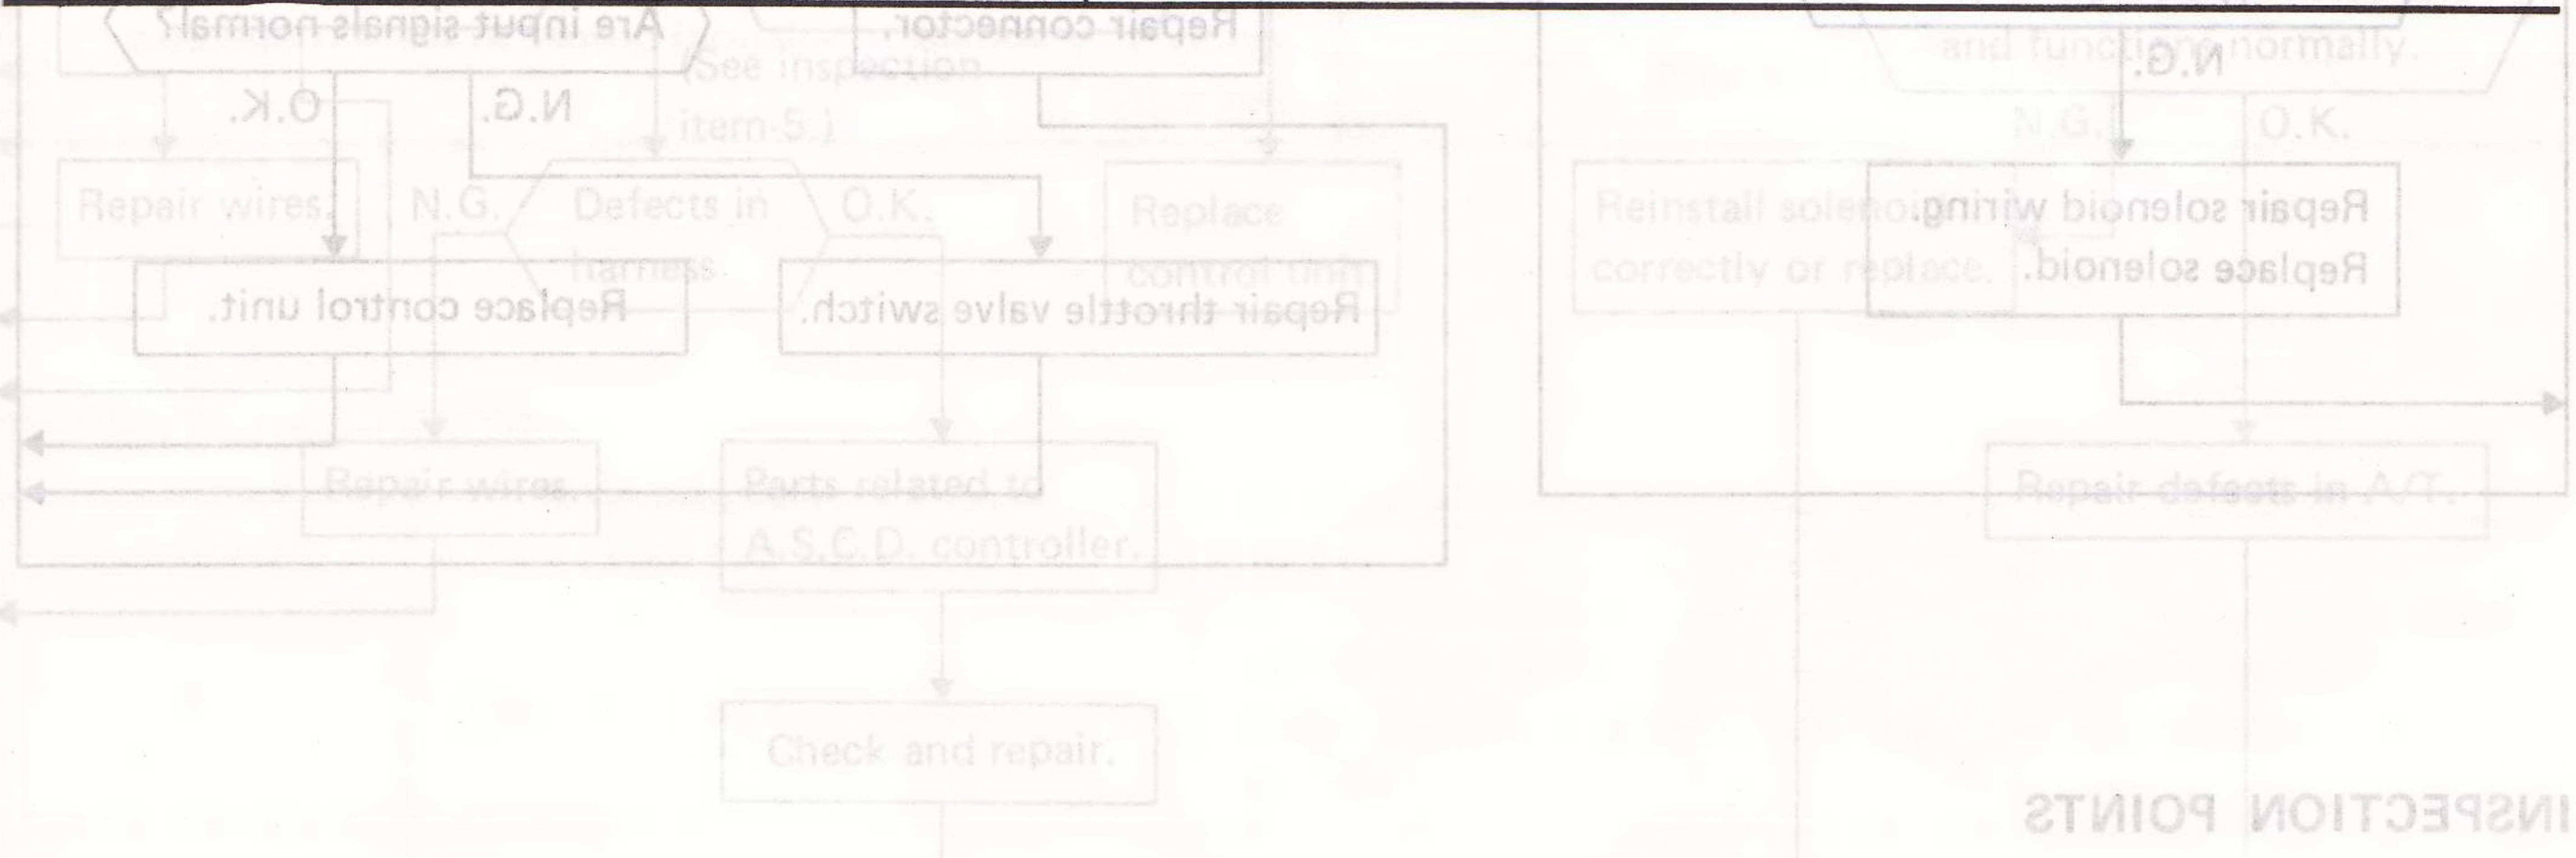 Are input signals normal?
Repair connector.
and functions normally.
N.G.
(See inspection
item 5.)
O.K.
N.G.
N.G.
O.K.
Repair wires.
N.G.
Defects in
harness
O.K.
Replace
control unit.
Reinstall solenoid
correctly or replace.
Repair solenoid wiring.
Replace solenoid.
Replace control unit.
Repair throttle valve switch.
Repair wires.
Parts related to
A.S.C.D. controller.
Repair defects in A/T.
Check and repair.
INSPECTION POINTS